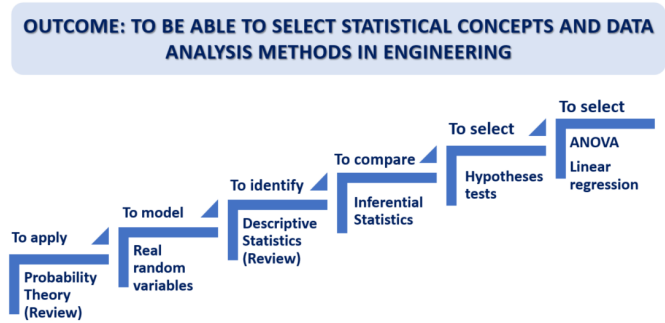 OUTCOME: TO BE ABLE TO SELECT STATISTICAL CONCEPTS AND DATA
ANALYSIS METHODS IN ENGINEERING
To apply
Probability
Theory
(Review)
To model
Real
random
variables
To identify
Descriptive
Statistics
(Review)
To compare
Inferential
Statistics
To select
Hypotheses
tests
To select
ANOVA
Linear
regression